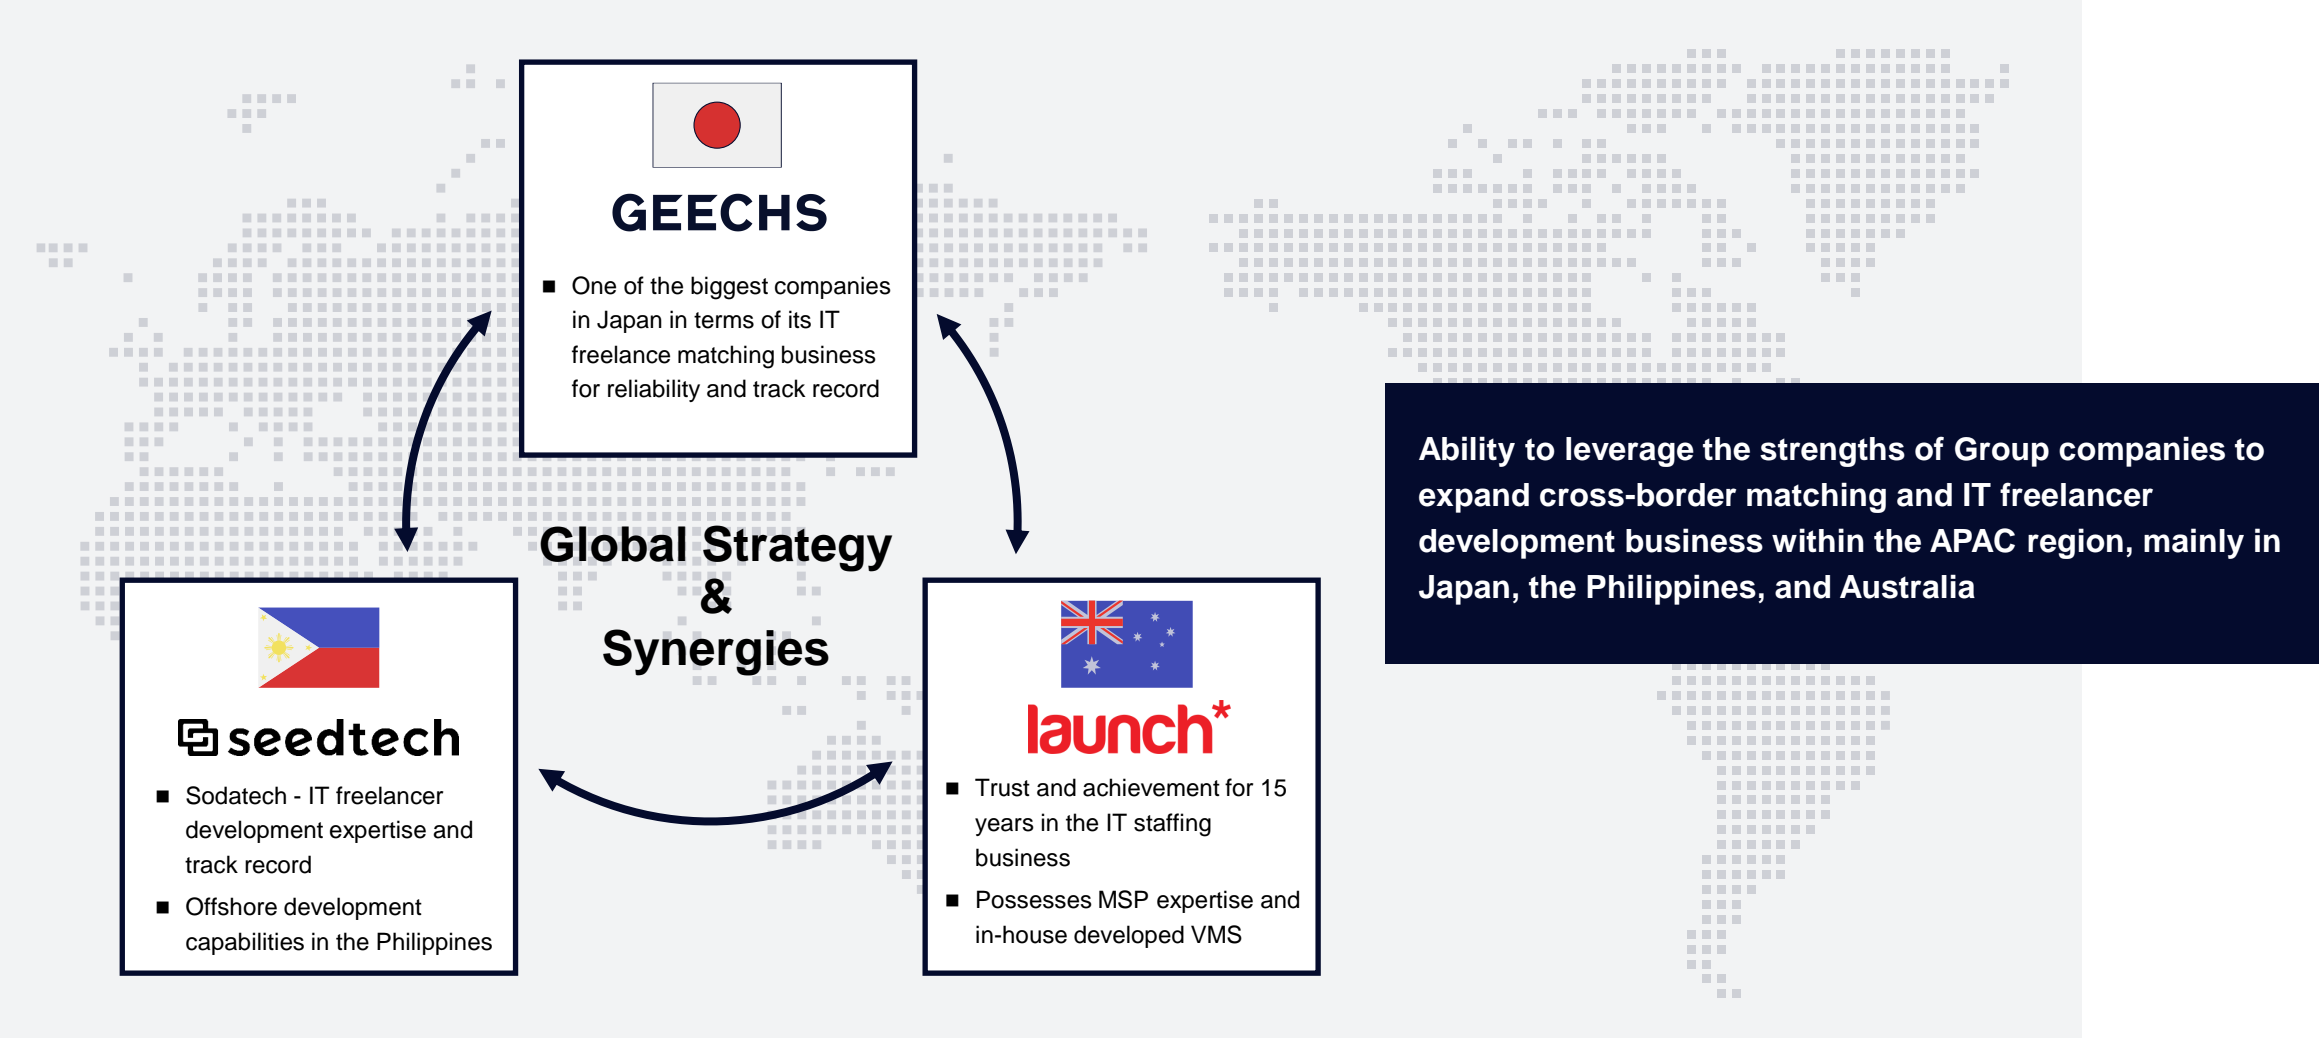 GEECHS
■ One of the biggest companies
in Japan in terms of its IT
freelance matching business
for reliability and track record
Global Strategy
&
Synergies
seedtech
■ Sodatech - IT freelancer
development expertise and
track record
■ Offshore development
capabilities in the Philippines
launch*
■ Trust and achievement for 15
years in the IT staffing
business
■ Possesses MSP expertise and
in-house developed VMS
Ability to leverage the strengths of Group companies to
expand cross-border matching and IT freelancer
development business within the APAC region, mainly in
Japan, the Philippines, and Australia